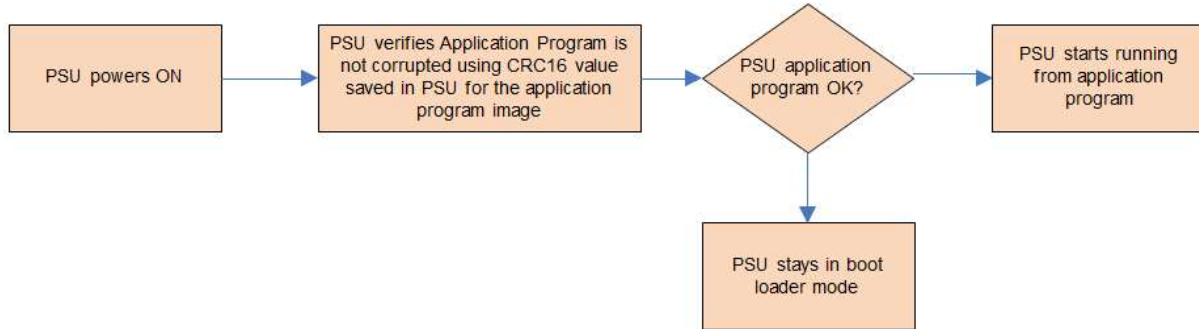 PSU powers ON
PSU verifies Application Program is
not corrupted using CRC16 value
saved in PSU for the application
program image
PSU application
program OK?
PSU starts running
from application
program
PSU stays in boot
loader mode